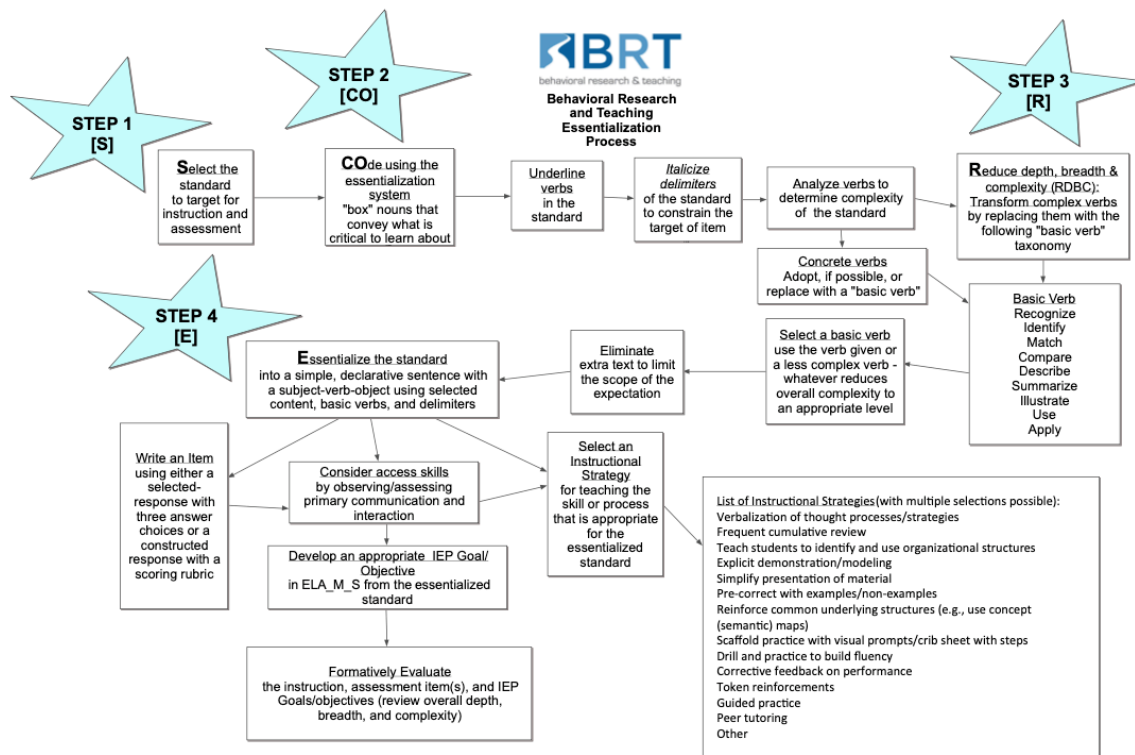 STEP 1
[S]
STEP 2
[CO]
BRT
behavioral research & teaching
Behavioral Research
and Teaching
Essentialization
Process
STEP 3
[R]
Select the
standard
to target for
instruction and
assessment
COde using the
essentialization
system
"box" nouns that
convey what is
critical to learn about
Underline
verbs
in the
standard
Italicize
delimiters
of the standard
to constrain the
target of item
Analyze verbs to
determine complexity
of the standard
Reduce depth, breadth &
complexity (RDBC):
Transform complex verbs
by replacing them with the
following "basic verb"
taxonomy
Concrete verbs
Adopt, if possible, or
replace with a "basic verb"
Basic Verb
Recognize
Identify
Match
Compare
Describe
Summarize
Illustrate
Use
Apply
Select a basic verb
use the verb given or
a less complex verb -
whatever reduces
overall complexity to
an appropriate level
Eliminate
extra text to limit
the scope of the
expectation
STEP 4
[E]
Essentialize the standard
into a simple, declarative sentence with
a subject-verb-object using selected
content, basic verbs, and delimiters
Write an Item
using either a
selected-
response with
three answer
choices or a
constructed
response with a
scoring rubric
Consider access skills
by observing/assessing
primary communication and
interaction
Select an
Instructional
Strategy
for teaching the
skill or process
that is appropriate
for the
essentialized
standard
Develop an appropriate IEP Goal/
Objective
in ELA_M_S from the essentialized
standard
Formatively Evaluate
the instruction, assessment item(s), and IEP
Goals/objectives (review overall depth,
breadth, and complexity)
List of Instructional Strategies(with multiple selections possible):
Verbalization of thought processes/strategies
Frequent cumulative review
Teach students to identify and use organizational structures
Explicit demonstration/modeling
Simplify presentation of material
Pre-correct with examples/non-examples
Reinforce common underlying structures (e.g., use concept
(semantic) maps)
Scaffold practice with visual prompts/crib sheet with steps
Drill and practice to build fluency
Corrective feedback on performance
Token reinforcements
Guided practice
Peer tutoring
Other